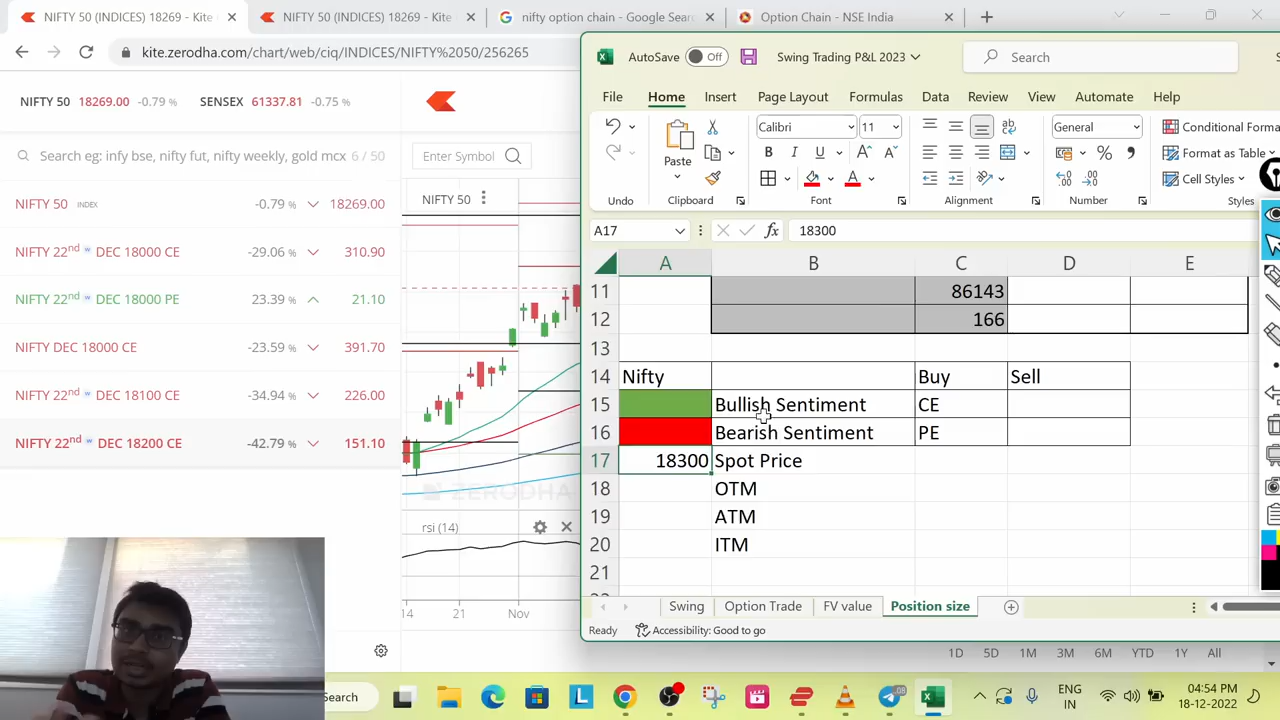 NIFTY 50 (INDICES) 18269 - Kite
NIFTY 50 (INDICES) 18269 - Kite
nifty option chain - Google Sear
Option Chain - NSE India
kite.zerodha.com/chart/web/ciq/INDICES/NIFTY%2050/256265
NIFTY 50 18269.00 -0.79 % SENSEX 61337.81 -0.75 %
Search eg: infy bse, nifty fut, nifty weekly, gold mcx 6 / 50
Enter Symbol
NIFTY 50 INDEX -0.79 % 18269.00
NIFTY 22nd w DEC 18000 CE -29.06 % 310.90
NIFTY 22nd w DEC 18000 PE 23.39 % 21.10
NIFTY DEC 18000 CE -23.59 % 391.70
NIFTY 22nd w DEC 18100 CE -34.94 % 226.00
NIFTY 22nd w DEC 18200 CE -42.79 % 151.10
NIFTY 50
ZERODHA
rsi (14)
14 21 Nov
AutoSave Off Swing Trading P&L 2023 Search
File Home Insert Page Layout Formulas Data Review View Automate Help
Paste
Calibri 11
B I U A A
General
Conditional Forma
Format as Table
Cell Styles
Undo Clipboard Font Alignment Number Styles
A17 fx 18300
A B C D E
11 86143
12 166
13
14 Nifty Buy Sell
15 Bullish Sentiment CE
16 Bearish Sentiment PE
17 18300 Spot Price
18 OTM
19 ATM
20 ITM
21
Swing Option Trade FV value Position size
Ready Accessibility: Good to go
1D 5D 1M 3M 6M YTD 1Y All
Search
ENG
IN
04:54 PM
18-12-2022